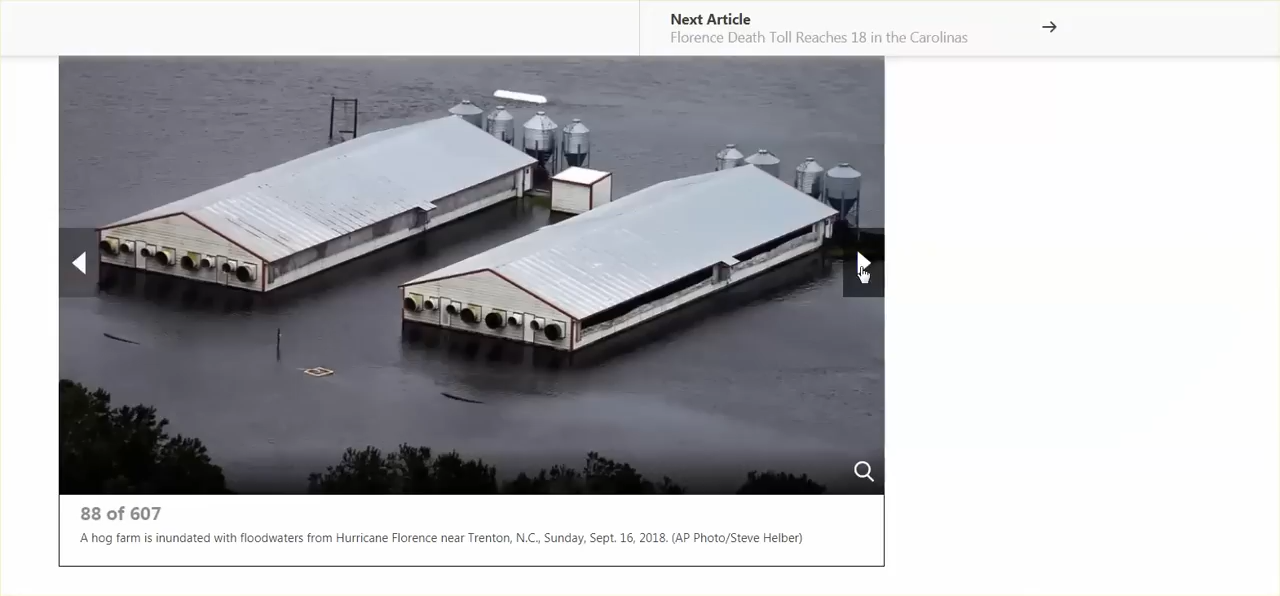 Next Article
Florence Death Toll Reaches 18 in the Carolinas
88 of 607
A hog farm is inundated with floodwaters from Hurricane Florence near Trenton, N.C., Sunday, Sept. 16, 2018. (AP Photo/Steve Helber)